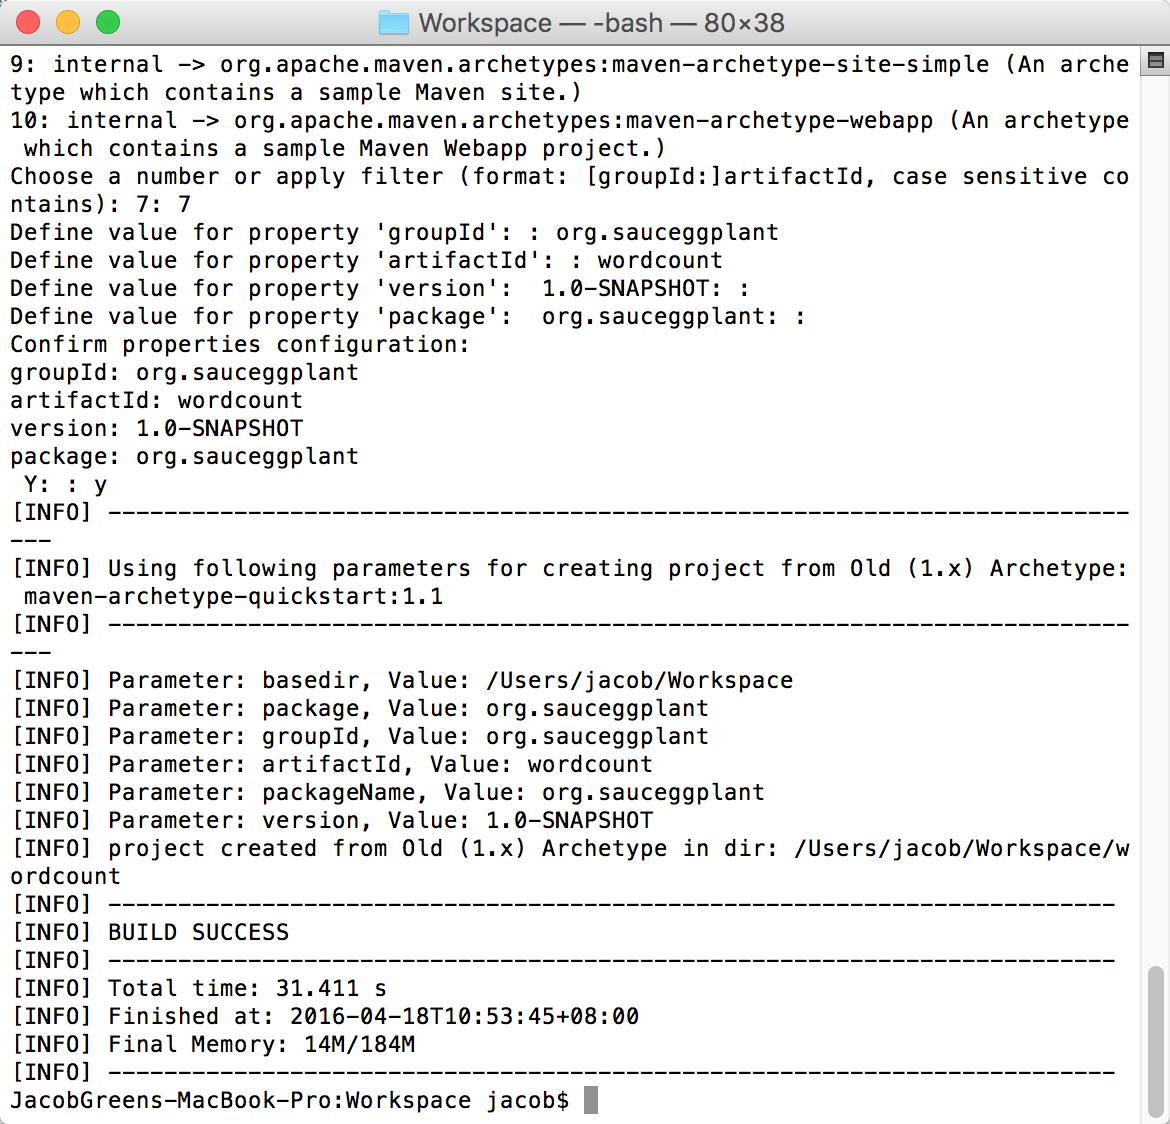 Workspace — -bash — 80×38
9: internal -> org.apache.maven.archetypes:maven-archetype-site-simple (An arche
type which contains a sample Maven site.)
10: internal -> org.apache.maven.archetypes:maven-archetype-webapp (An archetype
 which contains a sample Maven Webapp project.)
Choose a number or apply filter (format: [groupId:]artifactId, case sensitive co
ntains): 7: 7
Define value for property 'groupId': : org.sauceggplant
Define value for property 'artifactId': : wordcount
Define value for property 'version':  1.0-SNAPSHOT: :
Define value for property 'package':  org.sauceggplant: :
Confirm properties configuration:
groupId: org.sauceggplant
artifactId: wordcount
version: 1.0-SNAPSHOT
package: org.sauceggplant
 Y: : y
[INFO] -------------------------------------------------------------------------
---
[INFO] Using following parameters for creating project from Old (1.x) Archetype:
 maven-archetype-quickstart:1.1
[INFO] -------------------------------------------------------------------------
---
[INFO] Parameter: basedir, Value: /Users/jacob/Workspace
[INFO] Parameter: package, Value: org.sauceggplant
[INFO] Parameter: groupId, Value: org.sauceggplant
[INFO] Parameter: artifactId, Value: wordcount
[INFO] Parameter: packageName, Value: org.sauceggplant
[INFO] Parameter: version, Value: 1.0-SNAPSHOT
[INFO] project created from Old (1.x) Archetype in dir: /Users/jacob/Workspace/w
ordcount
[INFO] ------------------------------------------------------------------------
[INFO] BUILD SUCCESS
[INFO] ------------------------------------------------------------------------
[INFO] Total time: 31.411 s
[INFO] Finished at: 2016-04-18T10:53:45+08:00
[INFO] Final Memory: 14M/184M
[INFO] ------------------------------------------------------------------------
JacobGreens-MacBook-Pro:Workspace jacob$